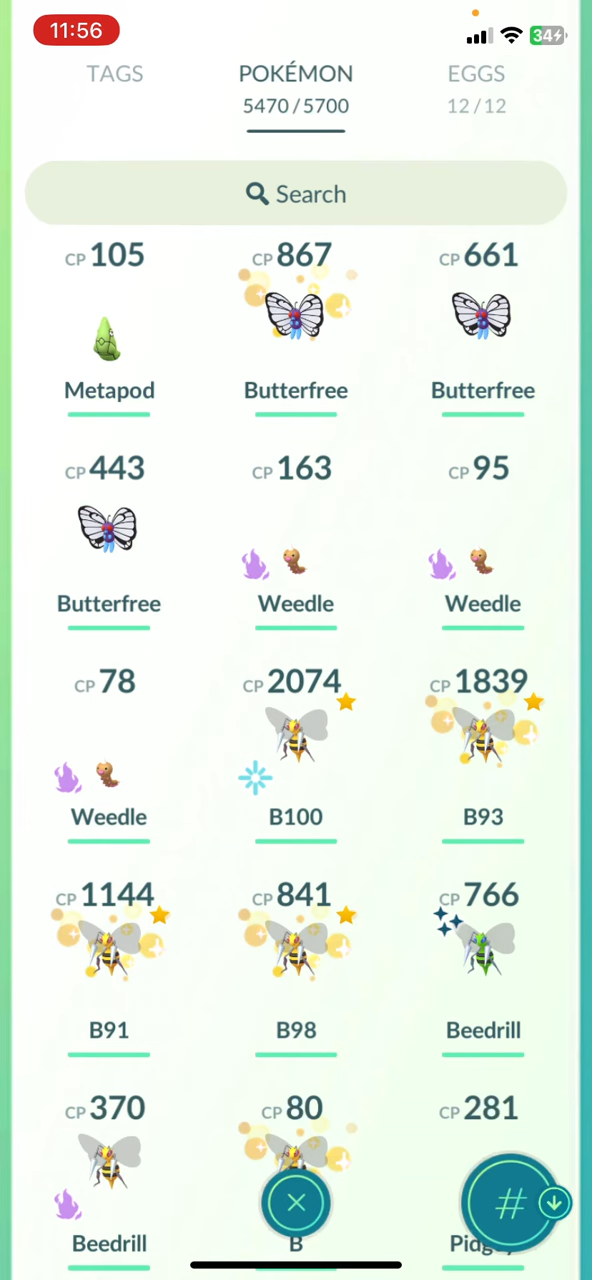 11:56
34
TAGS POKÉMON EGGS
5470/5700 12/12
Search
CP 105 CP 867 CP 661
Metapod Butterfree Butterfree
CP 443 CP 163 CP 95
Butterfree Weedle Weedle
CP 78 CP 2074 CP 1839
Weedle B100 B93
CP 1144 CP 841 CP 766
B91 B98 Beedrill
CP 370 CP 80 CP 281
#
Beedrill B